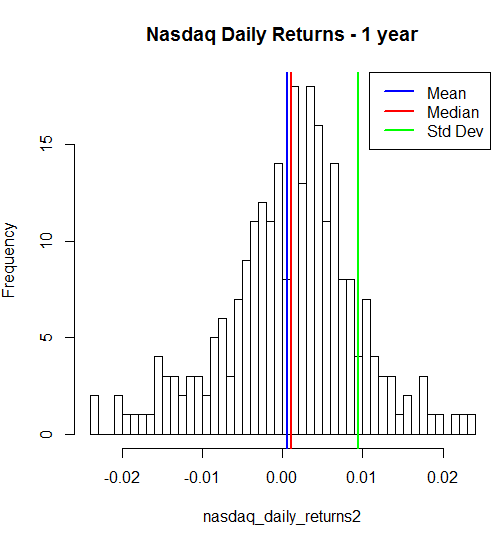 Nasdaq Daily Returns - 1 year
Mean
Median
Std Dev
Frequency
15
10
5
0
-0.02
-0.01
0.00
0.01
0.02
nasdaq_daily_returns2